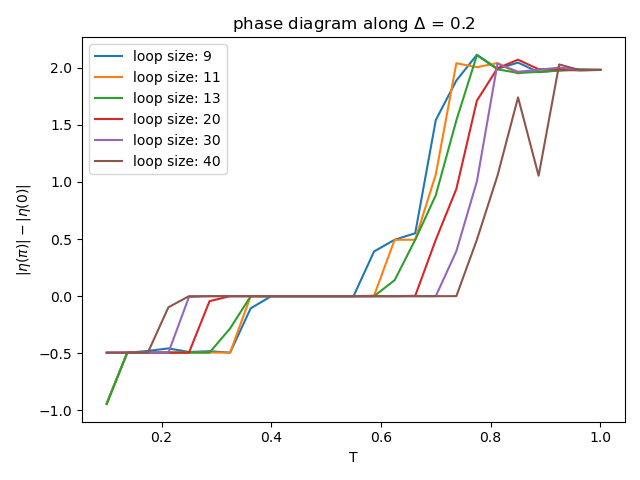 phase diagram along Δ = 0.2
loop size: 9
loop size: 11
loop size: 13
loop size: 20
loop size: 30
loop size: 40
|η(π)| − |η(0)|
2.0
1.5
1.0
0.5
0.0
−0.5
−1.0
0.2 0.4 0.6 0.8 1.0
T